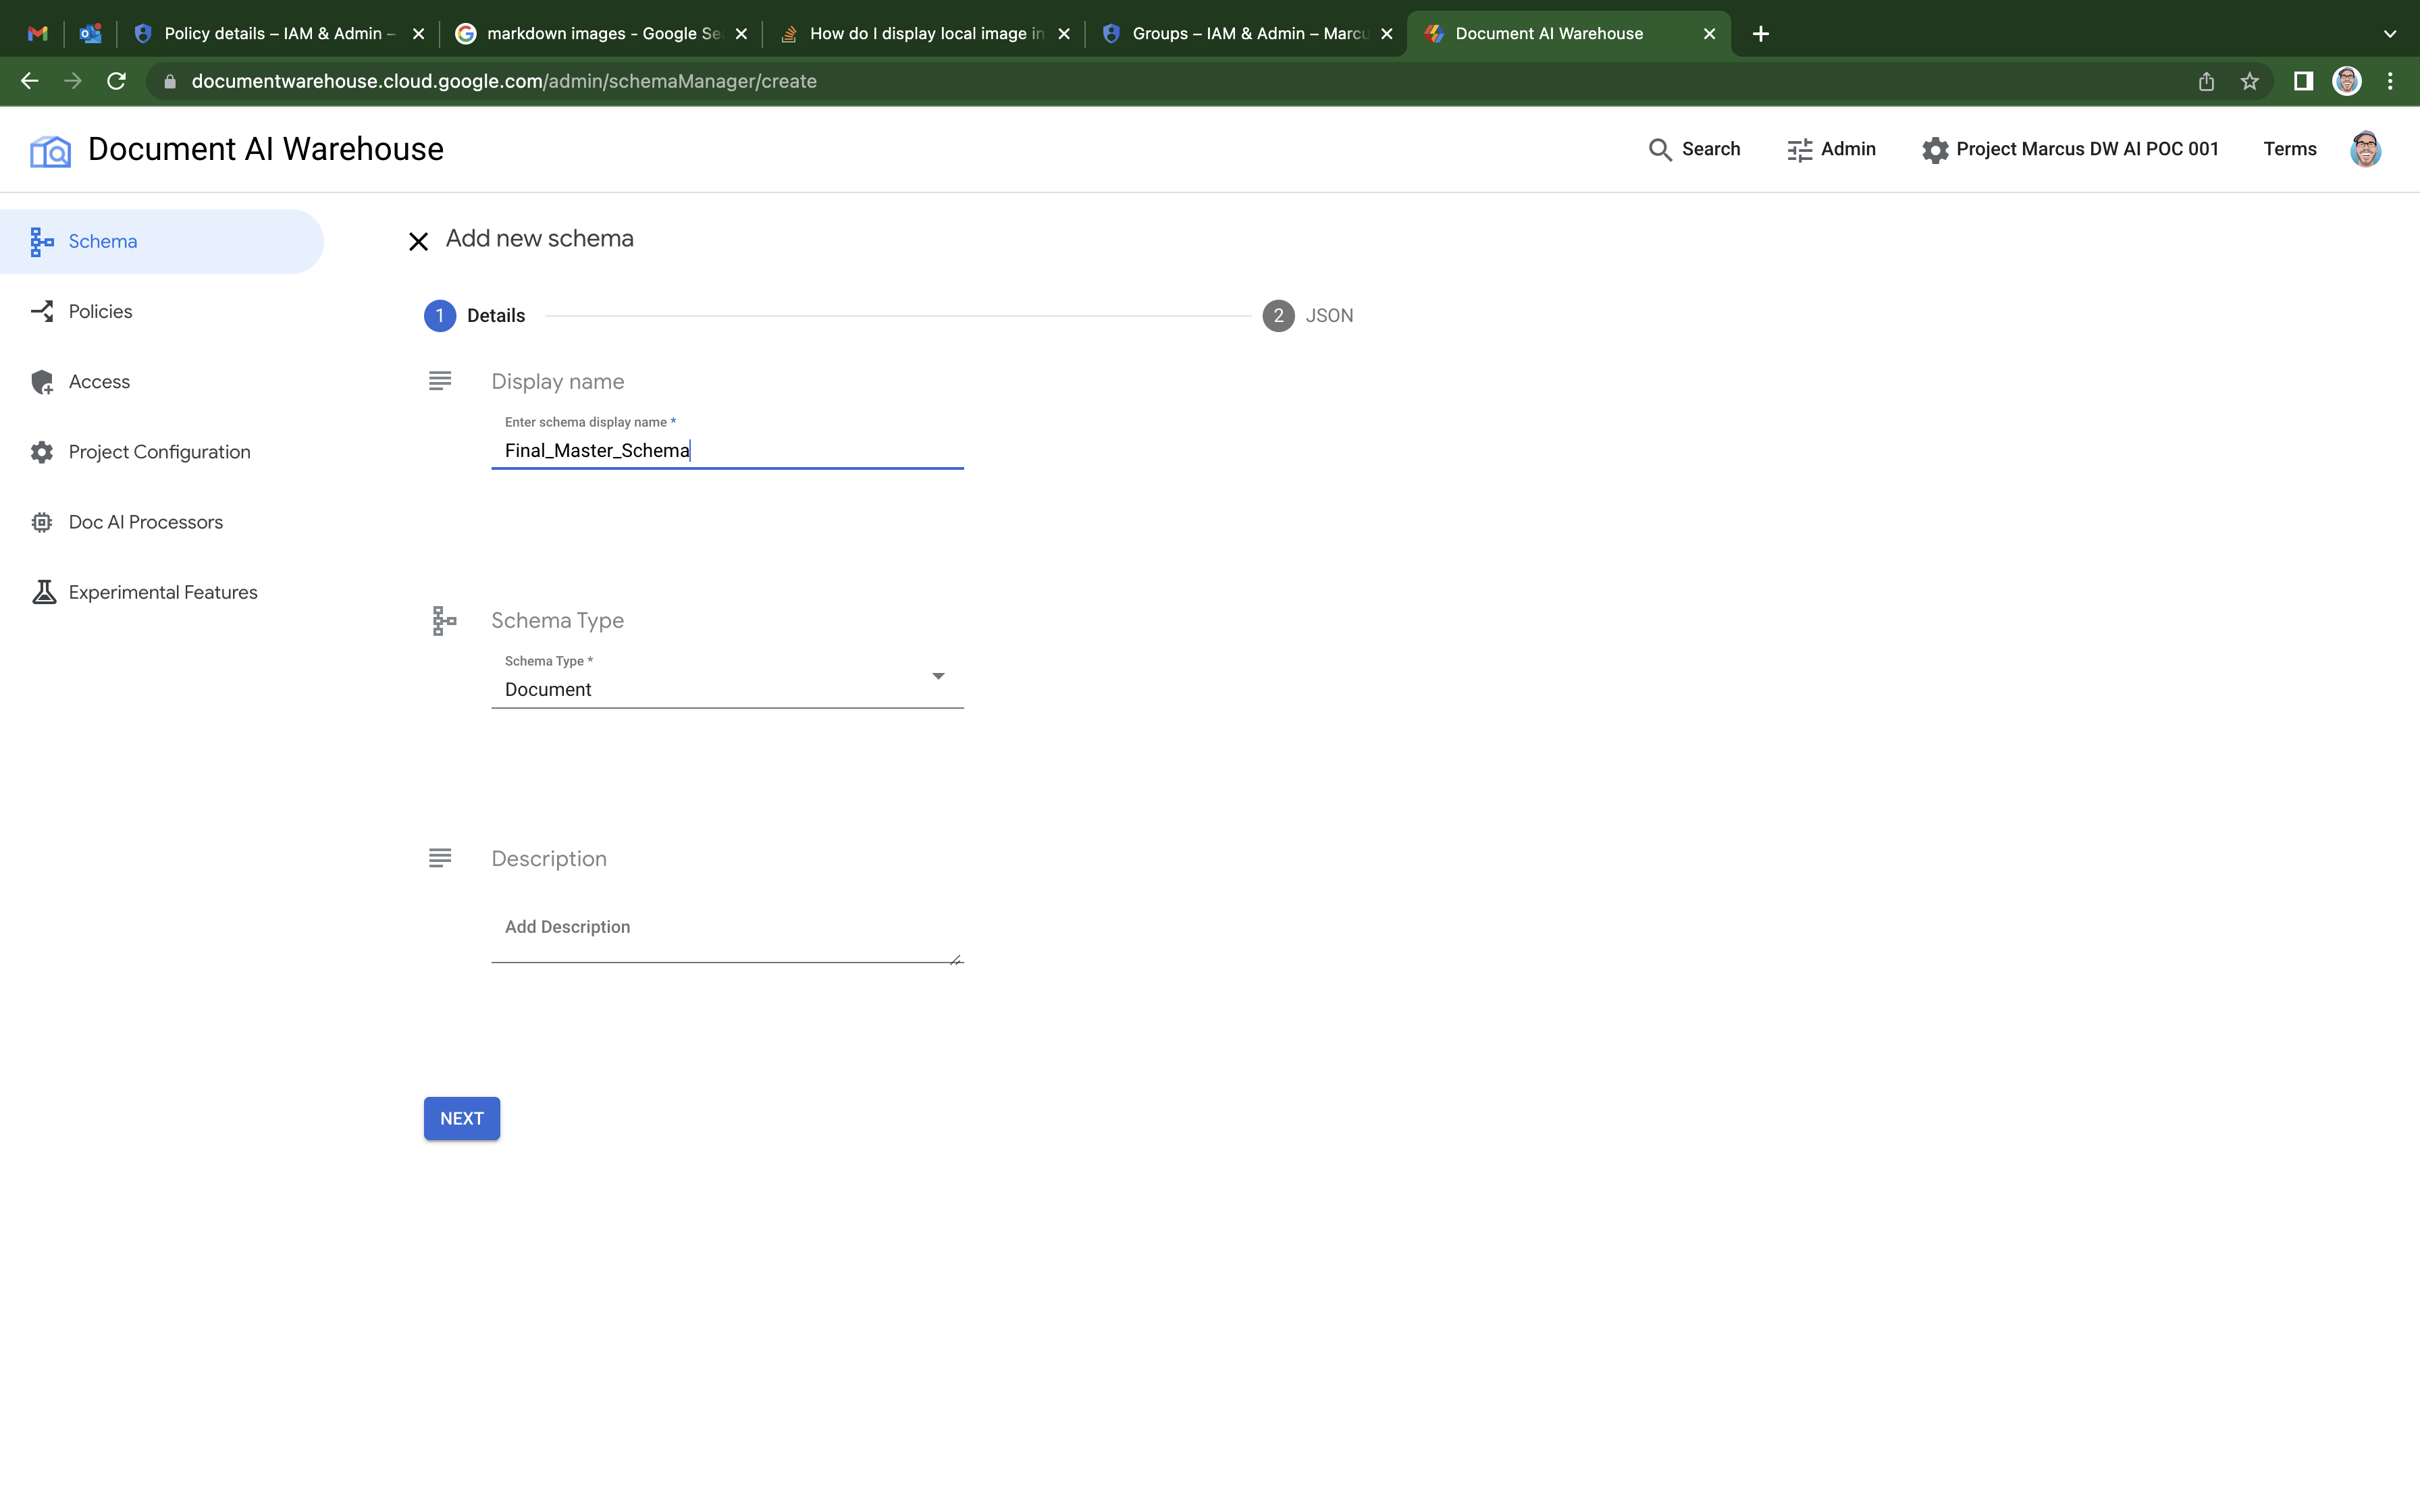 Policy details – IAM & Admin –
markdown images - Google Se
How do I display local image in
Groups – IAM & Admin – Marcu
Document AI Warehouse
documentwarehouse.cloud.google.com/admin/schemaManager/create
Document AI Warehouse
Search
Admin
Project Marcus DW AI POC 001
Terms
Schema
Policies
Access
Project Configuration
Doc AI Processors
Experimental Features
Add new schema
1 Details
2 JSON
Display name
Enter schema display name *
Final_Master_Schema
Schema Type
Schema Type *
Document
Description
Add Description
NEXT